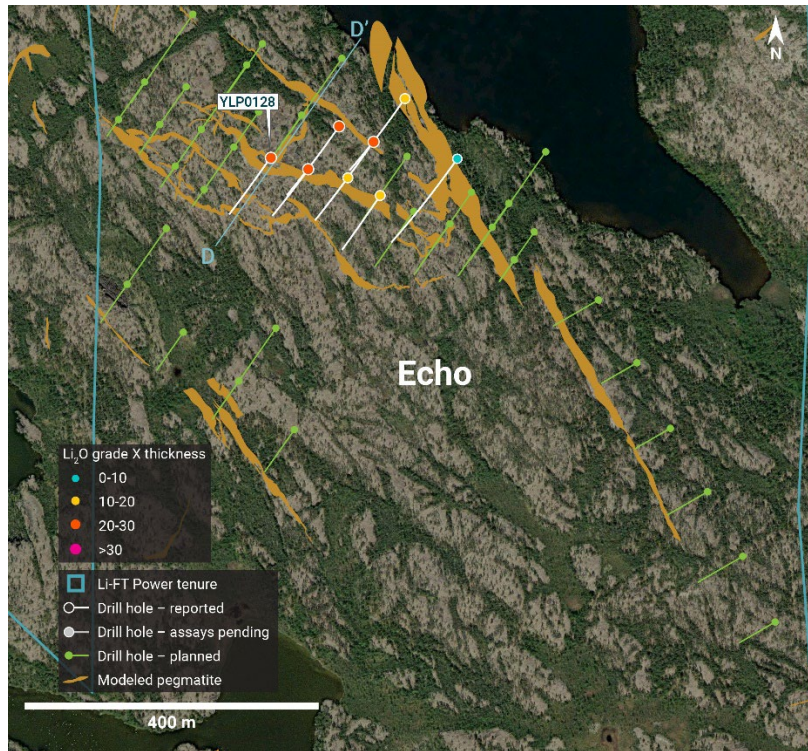 D'
N
YLP0128
D
Echo
Li₂O grade X thickness
0-10
10-20
20-30
>30
Li-FT Power tenure
Drill hole – reported
Drill hole – assays pending
Drill hole – planned
Modeled pegmatite
400 m